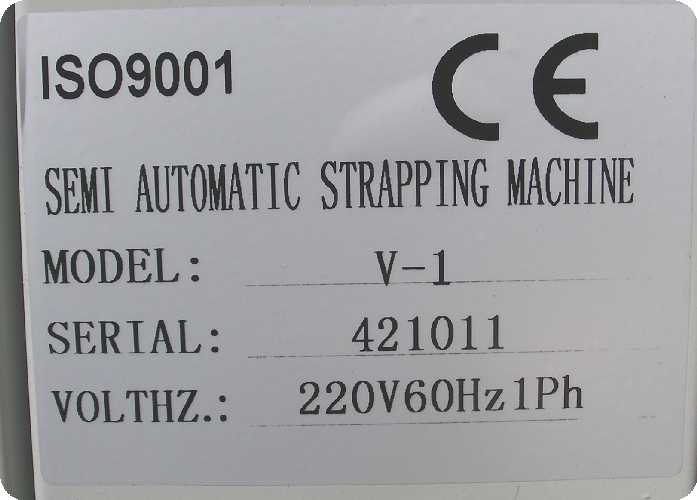 ISO9001 CE
SEMI AUTOMATIC STRAPPING MACHINE
MODEL: V-1
SERIAL: 421011
VOLTHZ.: 220V60Hz1Ph